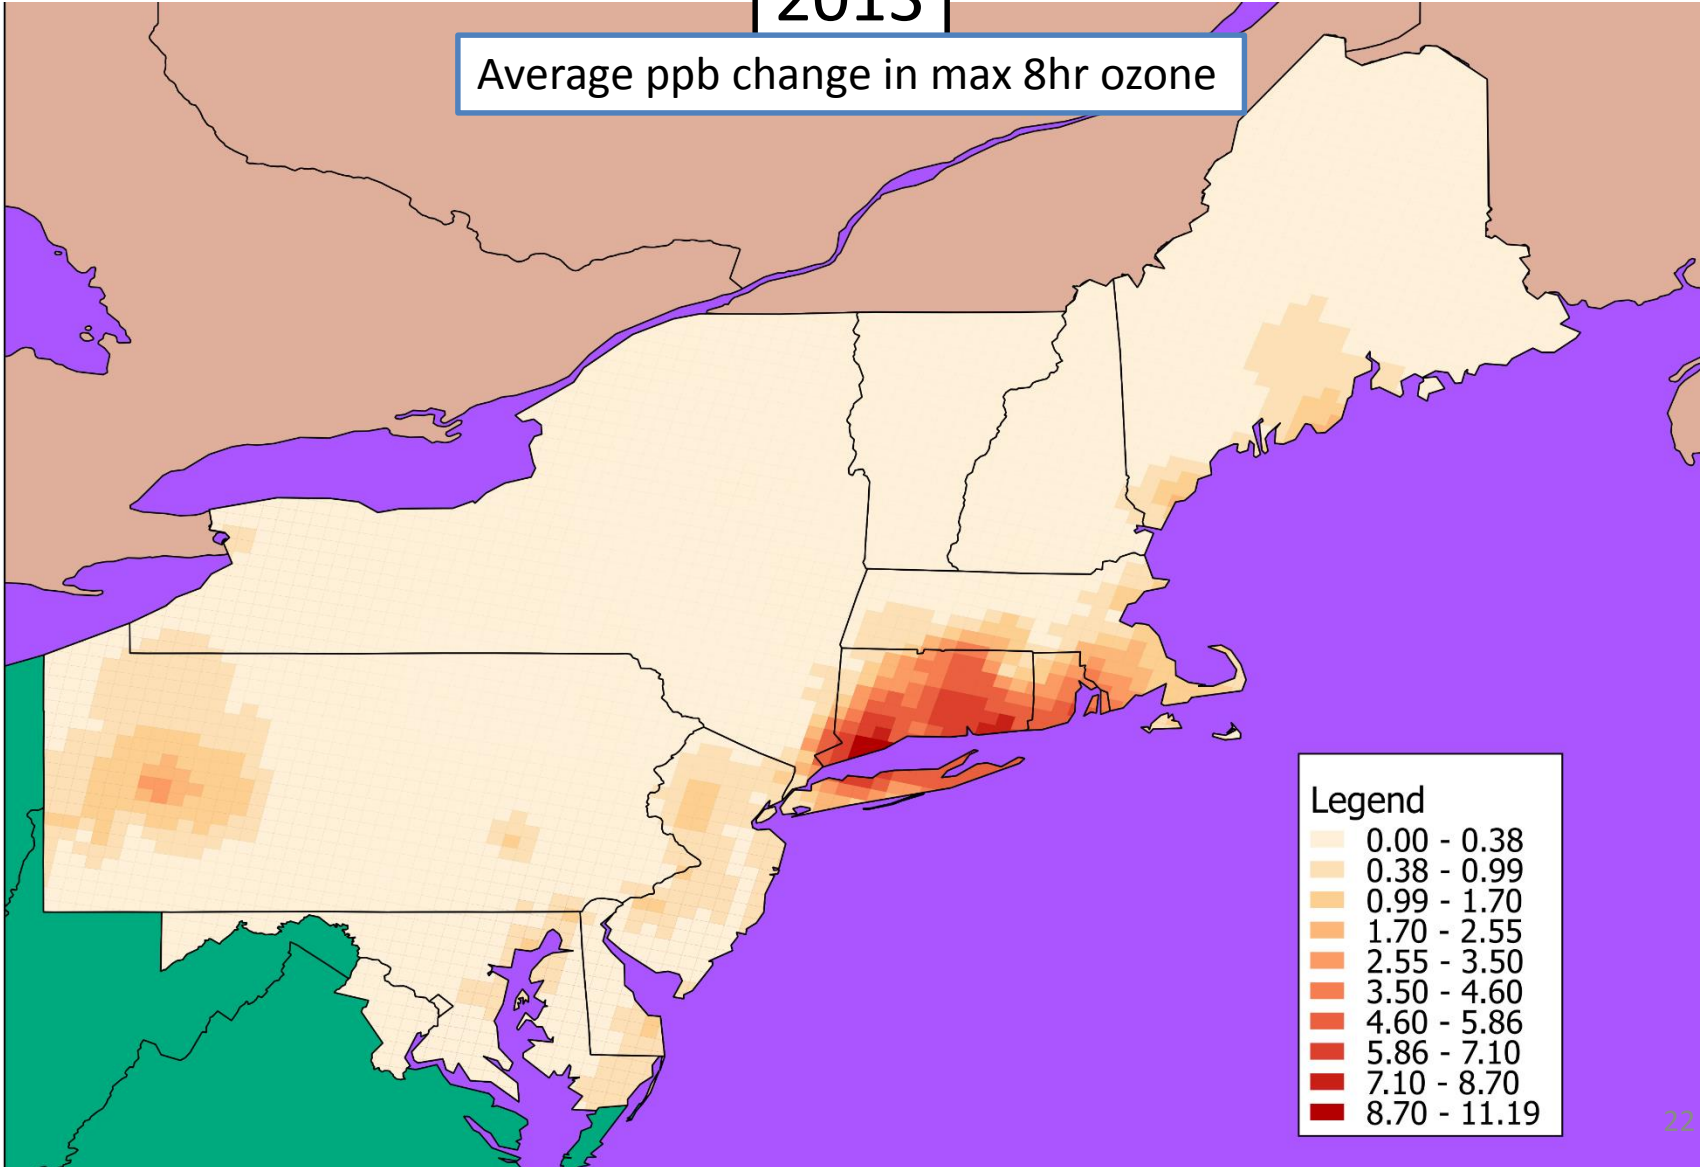 2013
Average ppb change in max 8hr ozone
Legend
0.00 - 0.38
0.38 - 0.99
0.99 - 1.70
1.70 - 2.55
2.55 - 3.50
3.50 - 4.60
4.60 - 5.86
5.86 - 7.10
7.10 - 8.70
8.70 - 11.19
22